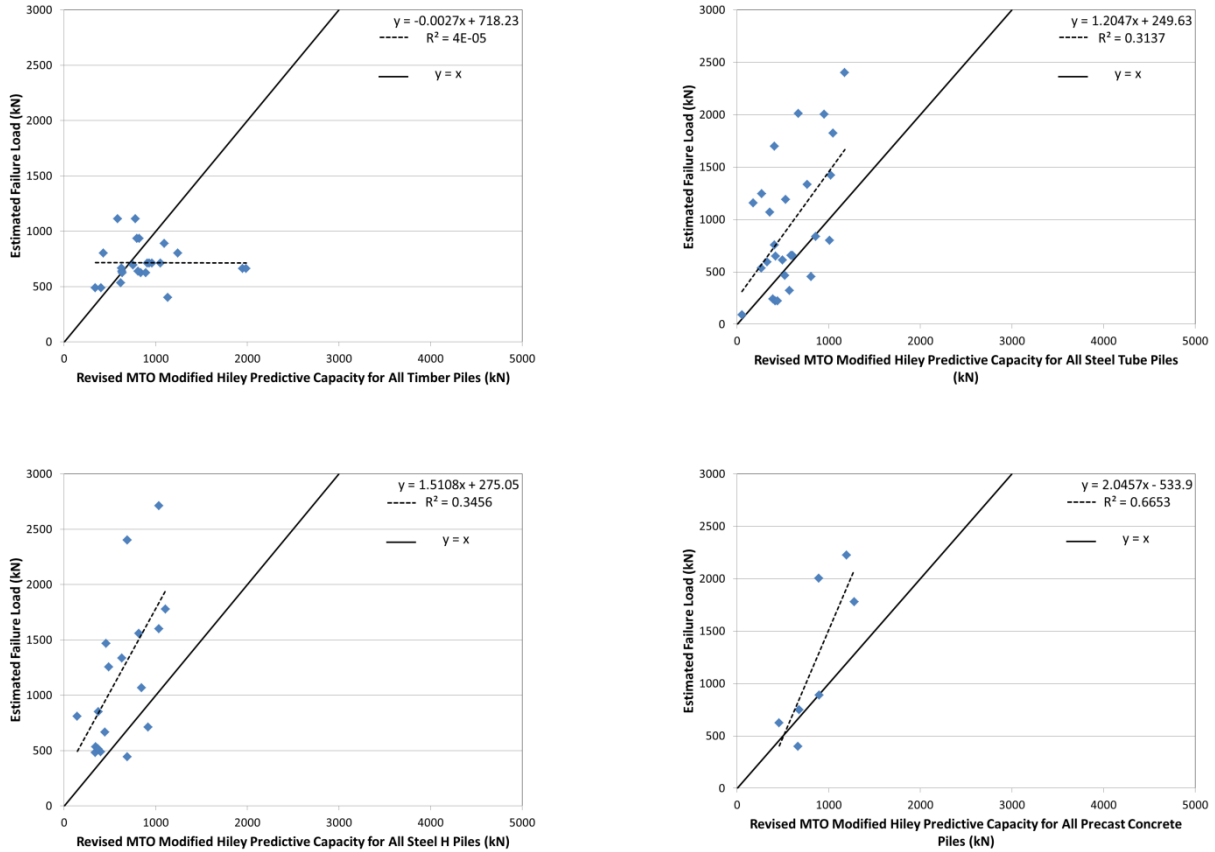 3000
2500
2000
1500
1000
500
0
Estimated Failure Load (kN)
y = -0.0027x + 718.23
R² = 4E-05
y = x
0 1000 2000 3000 4000 5000
Revised MTO Modified Hiley Predictive Capacity for All Timber Piles (kN)
3000
2500
2000
1500
1000
500
0
Estimated Failure Load (kN)
y = 1.2047x + 249.63
R² = 0.3137
y = x
0 1000 2000 3000 4000 5000
Revised MTO Modified Hiley Predictive Capacity for All Steel Tube Piles
(kN)
3000
2500
2000
1500
1000
500
0
Estimated Failure Load (kN)
y = 1.5108x + 275.05
R² = 0.3456
y = x
0 1000 2000 3000 4000 5000
Revised MTO Modified Hiley Predictive Capacity for All Steel H Piles (kN)
3000
2500
2000
1500
1000
500
0
Estimated Failure Load (kN)
y = 2.0457x - 533.9
R² = 0.6653
y = x
0 1000 2000 3000 4000 5000
Revised MTO Modified Hiley Predictive Capacity for All Precast Concrete
Piles (kN)